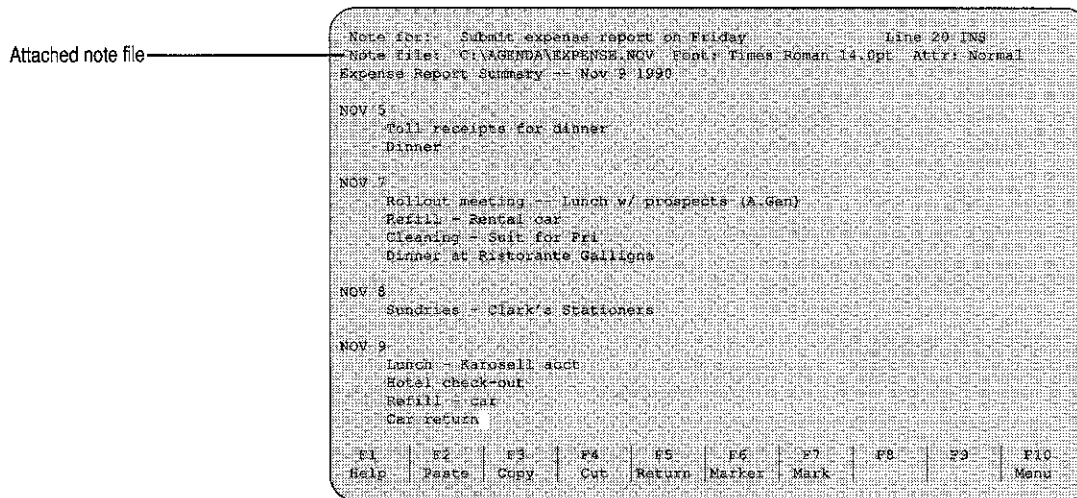 Attached note file
Note for: Submit expense report on Friday Line 20 INS
Note file: C:\AGENDA\EXPENSE.NOV Font: Times Roman 14.0pt Attr: Normal
Expense Report Summary -- Nov 9 1990
NOV 5
Toll receipts for dinner
Dinner
NOV 7
Rollout meeting -- Lunch w/ prospects (A.Gen)
Refill - Rental car
Cleaning - Suit for Fri
Dinner at Ristorante Galligna
NOV 8
Sundries - Clark's Stationers
NOV 9
Lunch - Karosell acct
Hotel check-out
Refill - car
Car return
F1 F2 F3 F4 F5 F6 F7 F8 F9 F10
Help Paste Copy Cut Return Marker Mark Menu